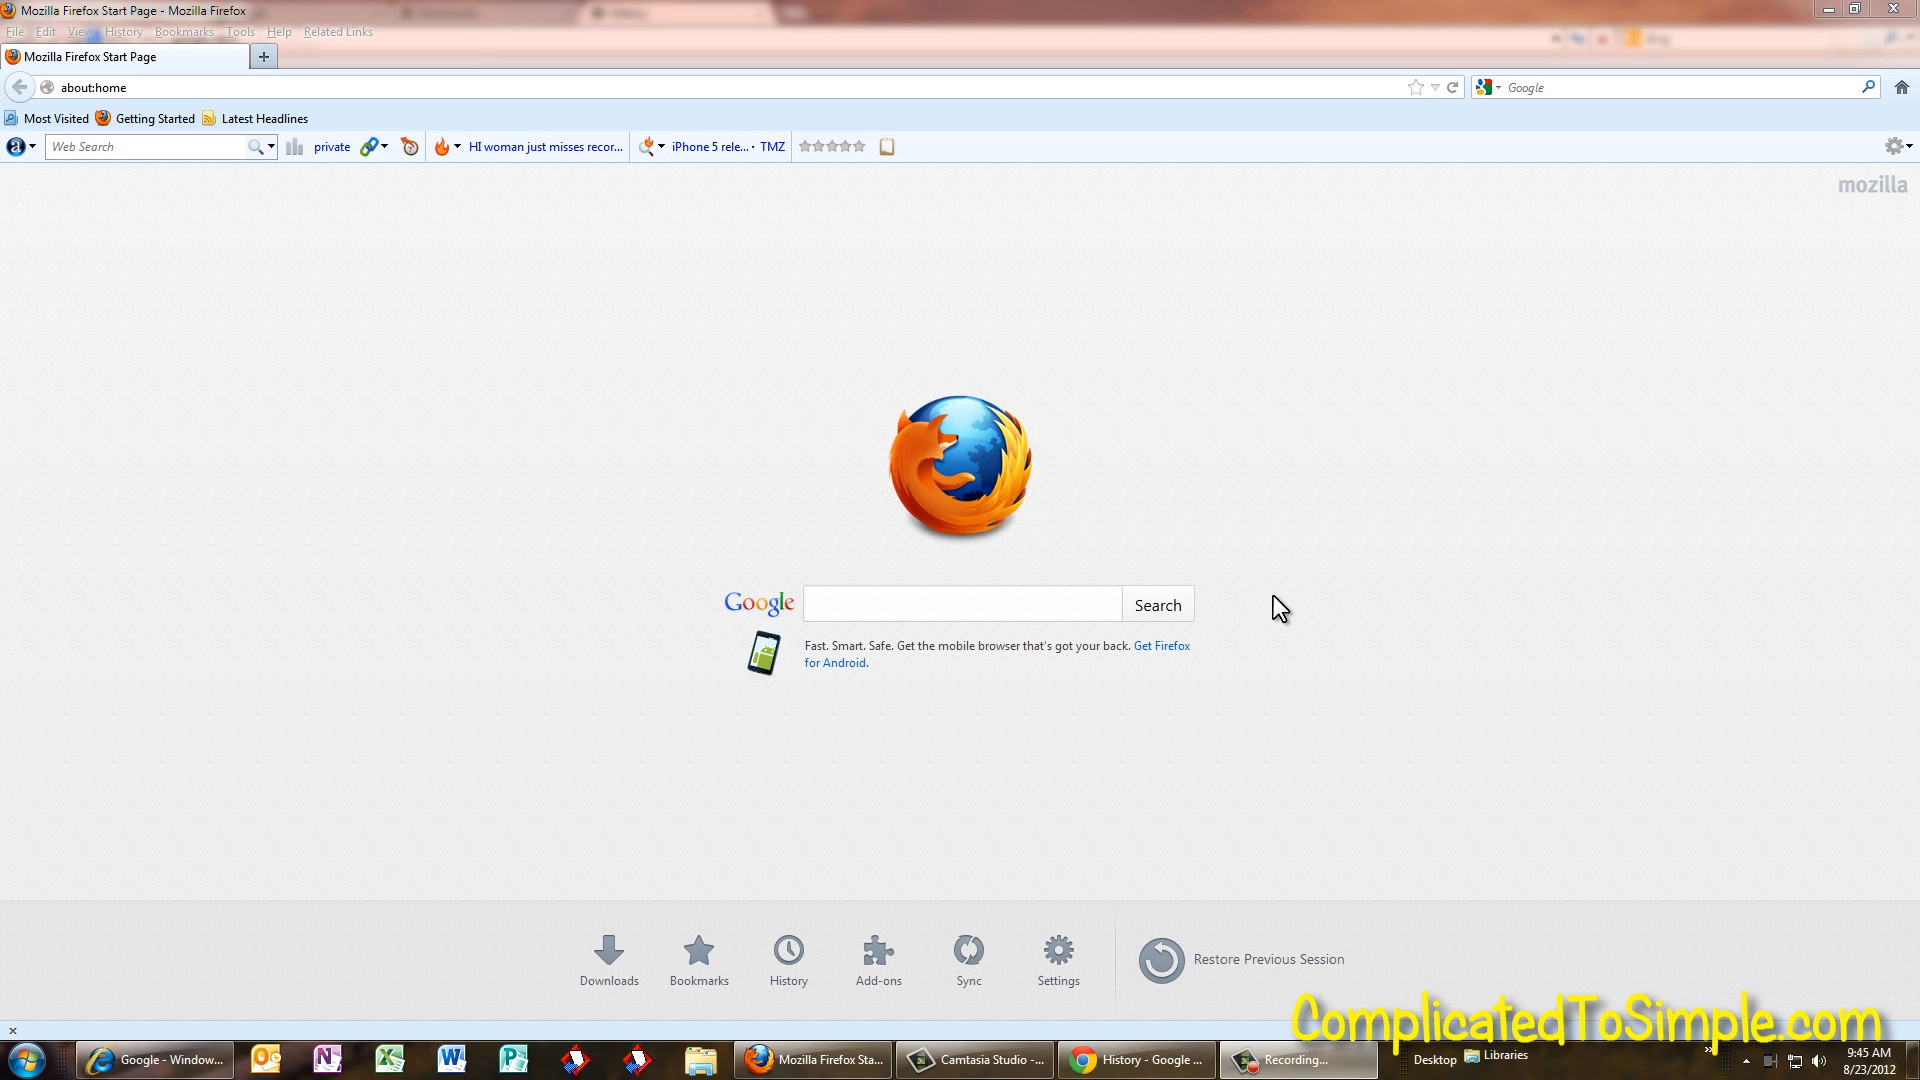 Mozilla Firefox Start Page - Mozilla Firefox
File Edit View History Bookmarks Tools Help Related Links
Mozilla Firefox Start Page
about:home
Google
Most Visited Getting Started Latest Headlines
Web Search private HI woman just misses recor... iPhone 5 rele... · TMZ
mozilla
Google Search
Fast. Smart. Safe. Get the mobile browser that's got your back. Get Firefox
for Android.
Downloads Bookmarks History Add-ons Sync Settings Restore Previous Session
ComplicatedToSimple.com
Google - Window... Mozilla Firefox Sta... Camtasia Studio -... History - Google ... Recording... Desktop Libraries
9:45 AM
8/23/2012